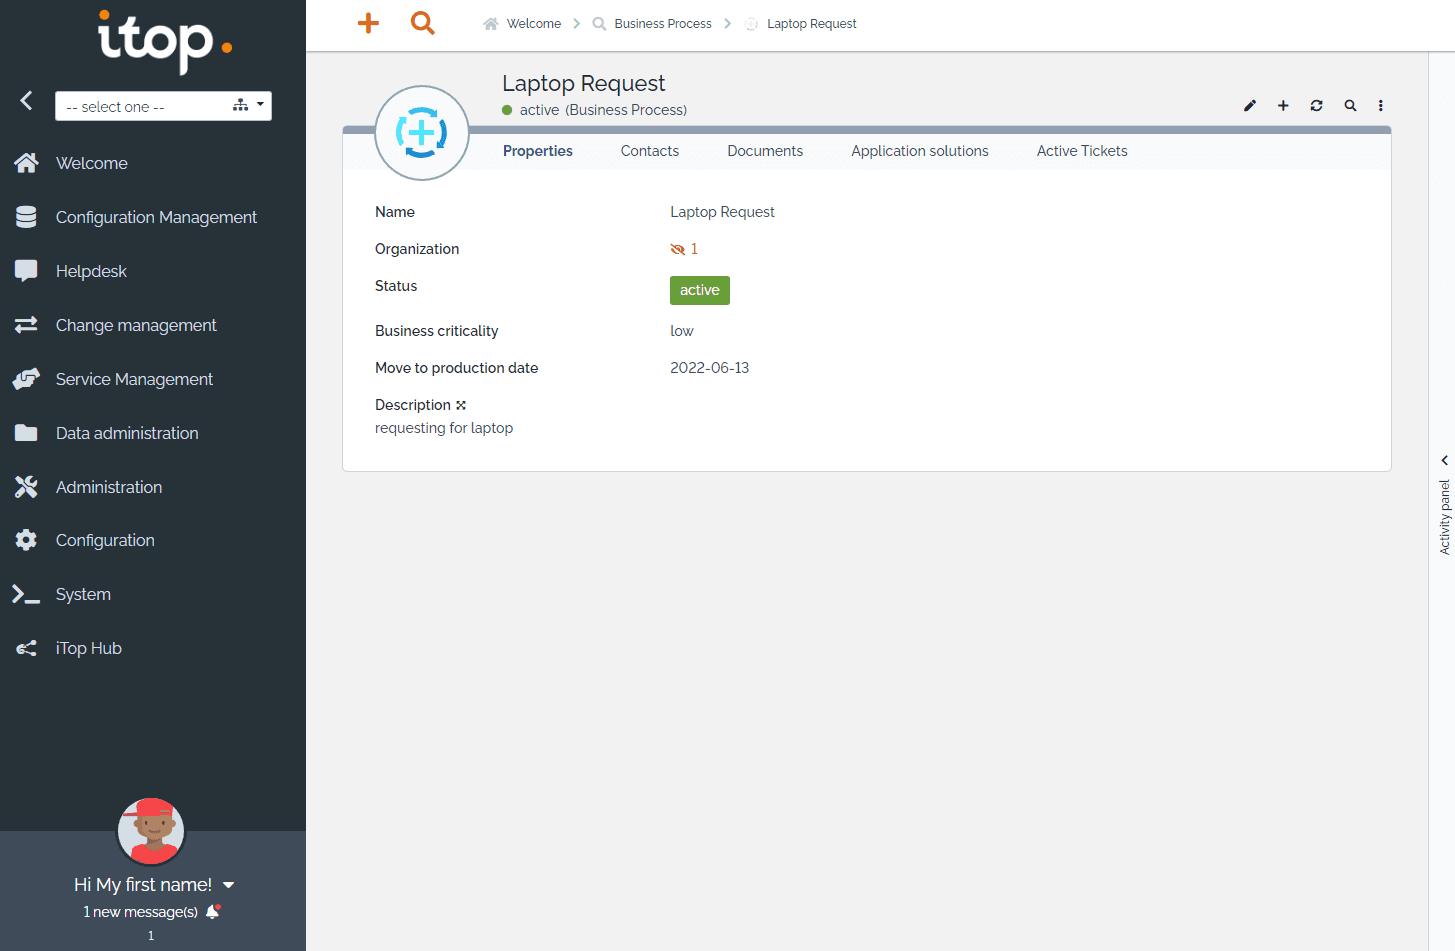 itop
-- select one --
Welcome
Configuration Management
Helpdesk
Change management
Service Management
Data administration
Administration
Configuration
System
iTop Hub
Hi My first name!
1 new message(s)
1
Welcome
Business Process
Laptop Request
Laptop Request
active (Business Process)
Properties
Contacts
Documents
Application solutions
Active Tickets
Name
Laptop Request
Organization
1
Status
active
Business criticality
low
Move to production date
2022-06-13
Description
requesting for laptop
Activity panel